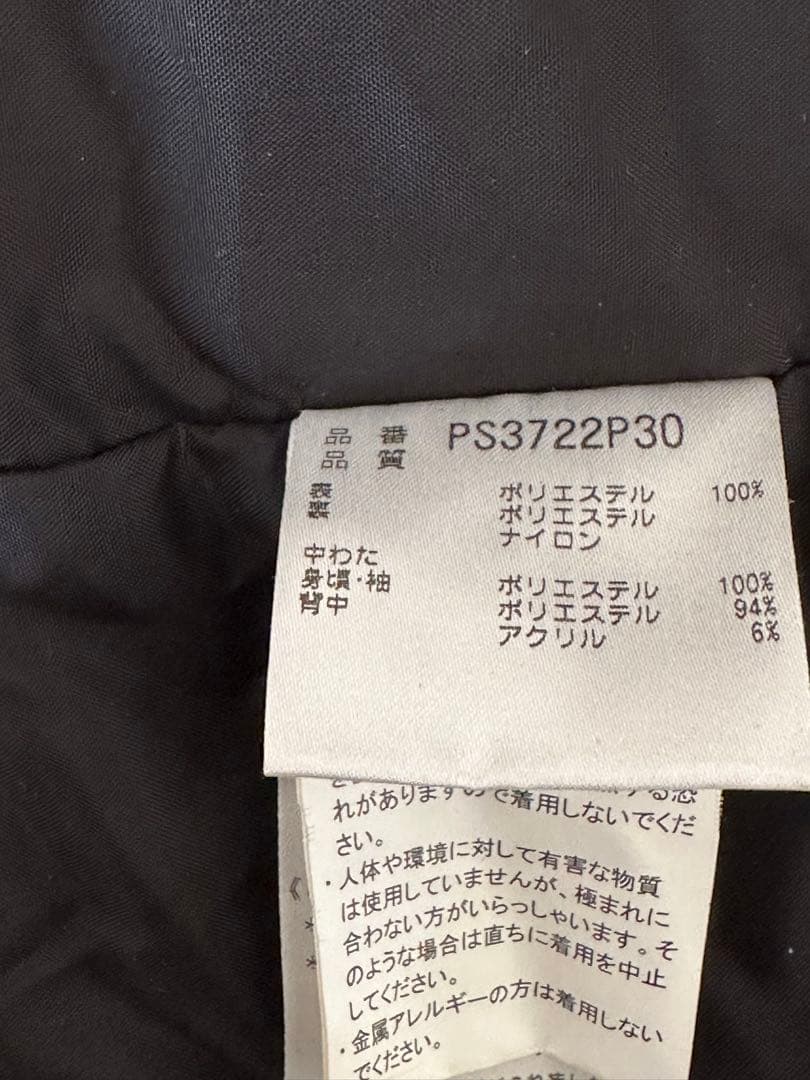 品 番 PS3722P30
品 質
表 ポリエステル 100%
裏 ポリエステル
ナイロン
中わた
身頃・袖 ポリエステル 100%
背中 ポリエステル 94%
アクリル 6%
する恐
れがありますので着用しないでくだ
さい。
・人体や環境に対して有害な物質
は使用していませんが、極まれに
合わない方がいらっしゃいます。そ
のような場合は直ちに着用を中止
してください。
・金属アレルギーの方は着用しない
でください。
《
*
*